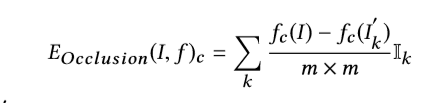 E_{Occlusion}(I, f)_c = \sum_k \frac{f_c(I) - f_c(I'_k)}{m \times m} \mathbb{I}_k